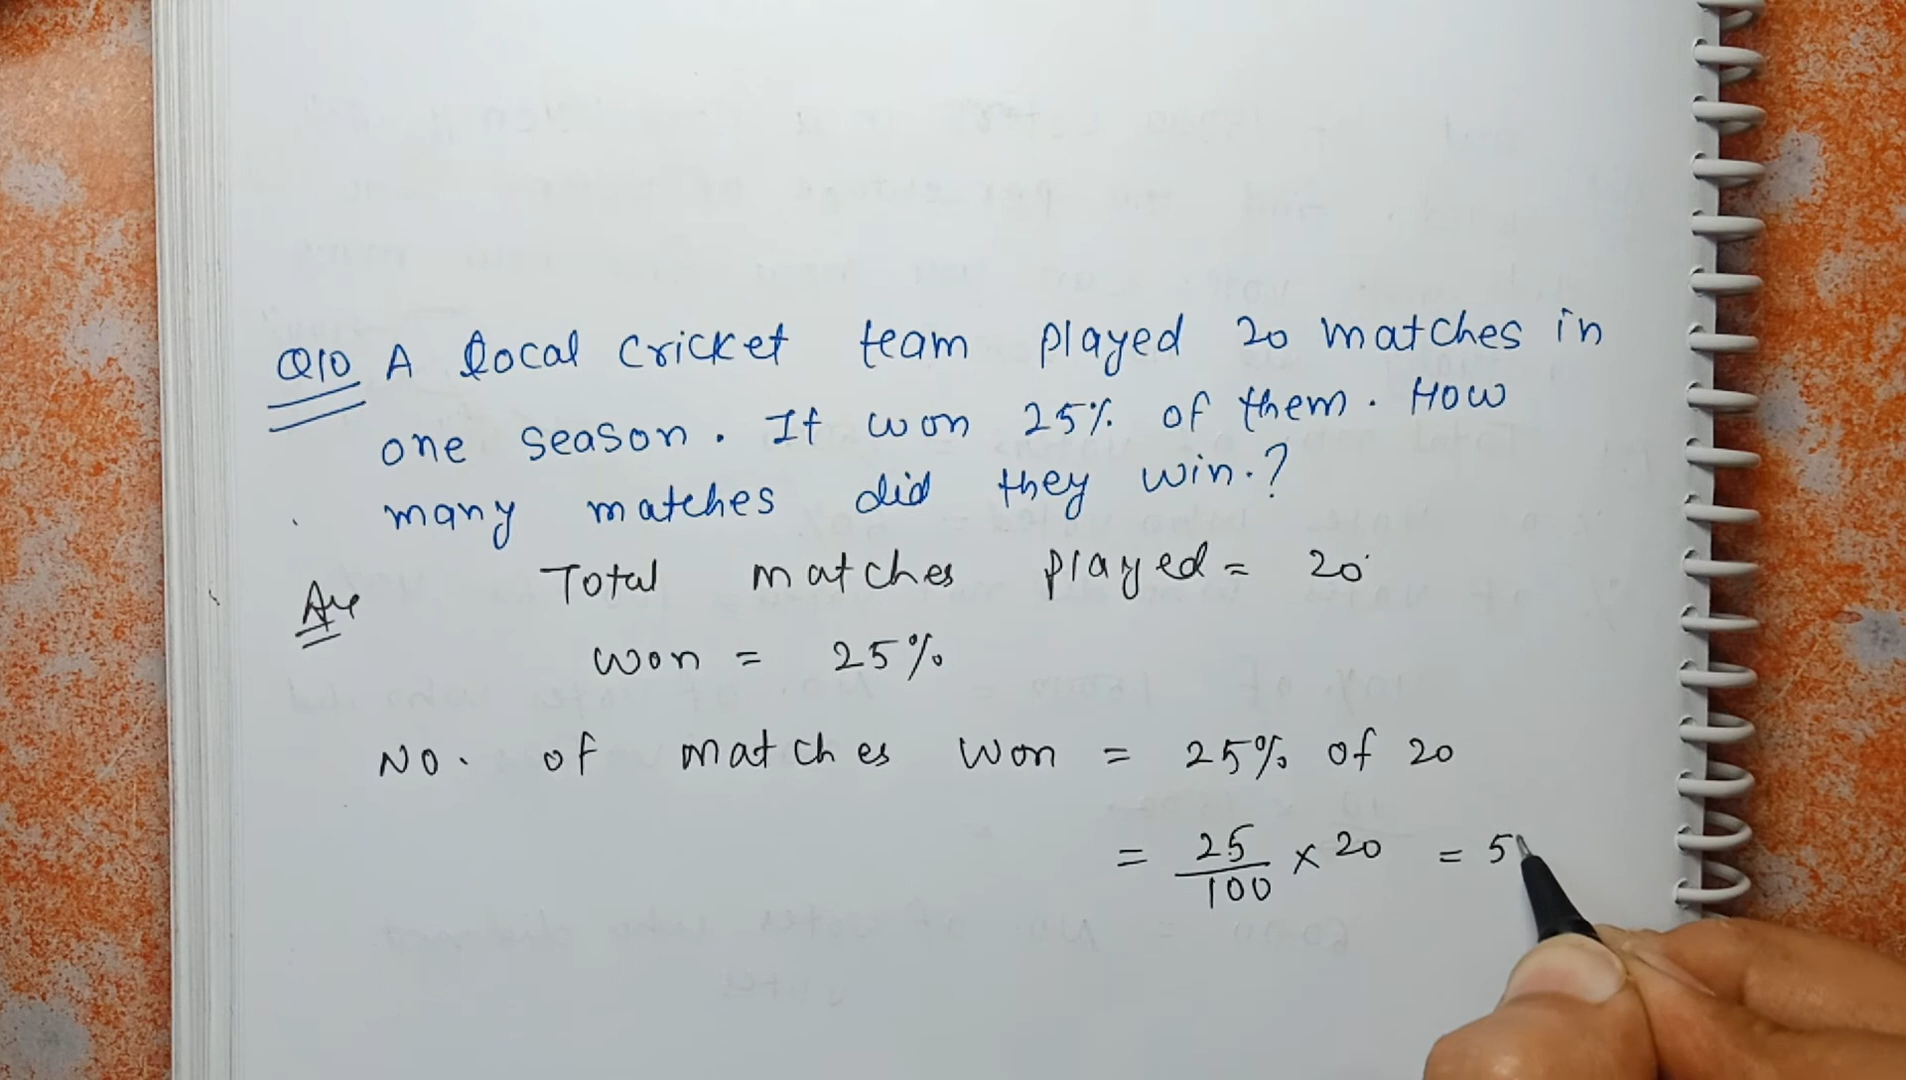 Q10 A local cricket team played 20 matches in
one season. It won 25% of them. How
many matches did they win.?
Total matches played = 20
Won = 25%
No. of matches won = 25% of 20
= 25/100 × 20 = 5